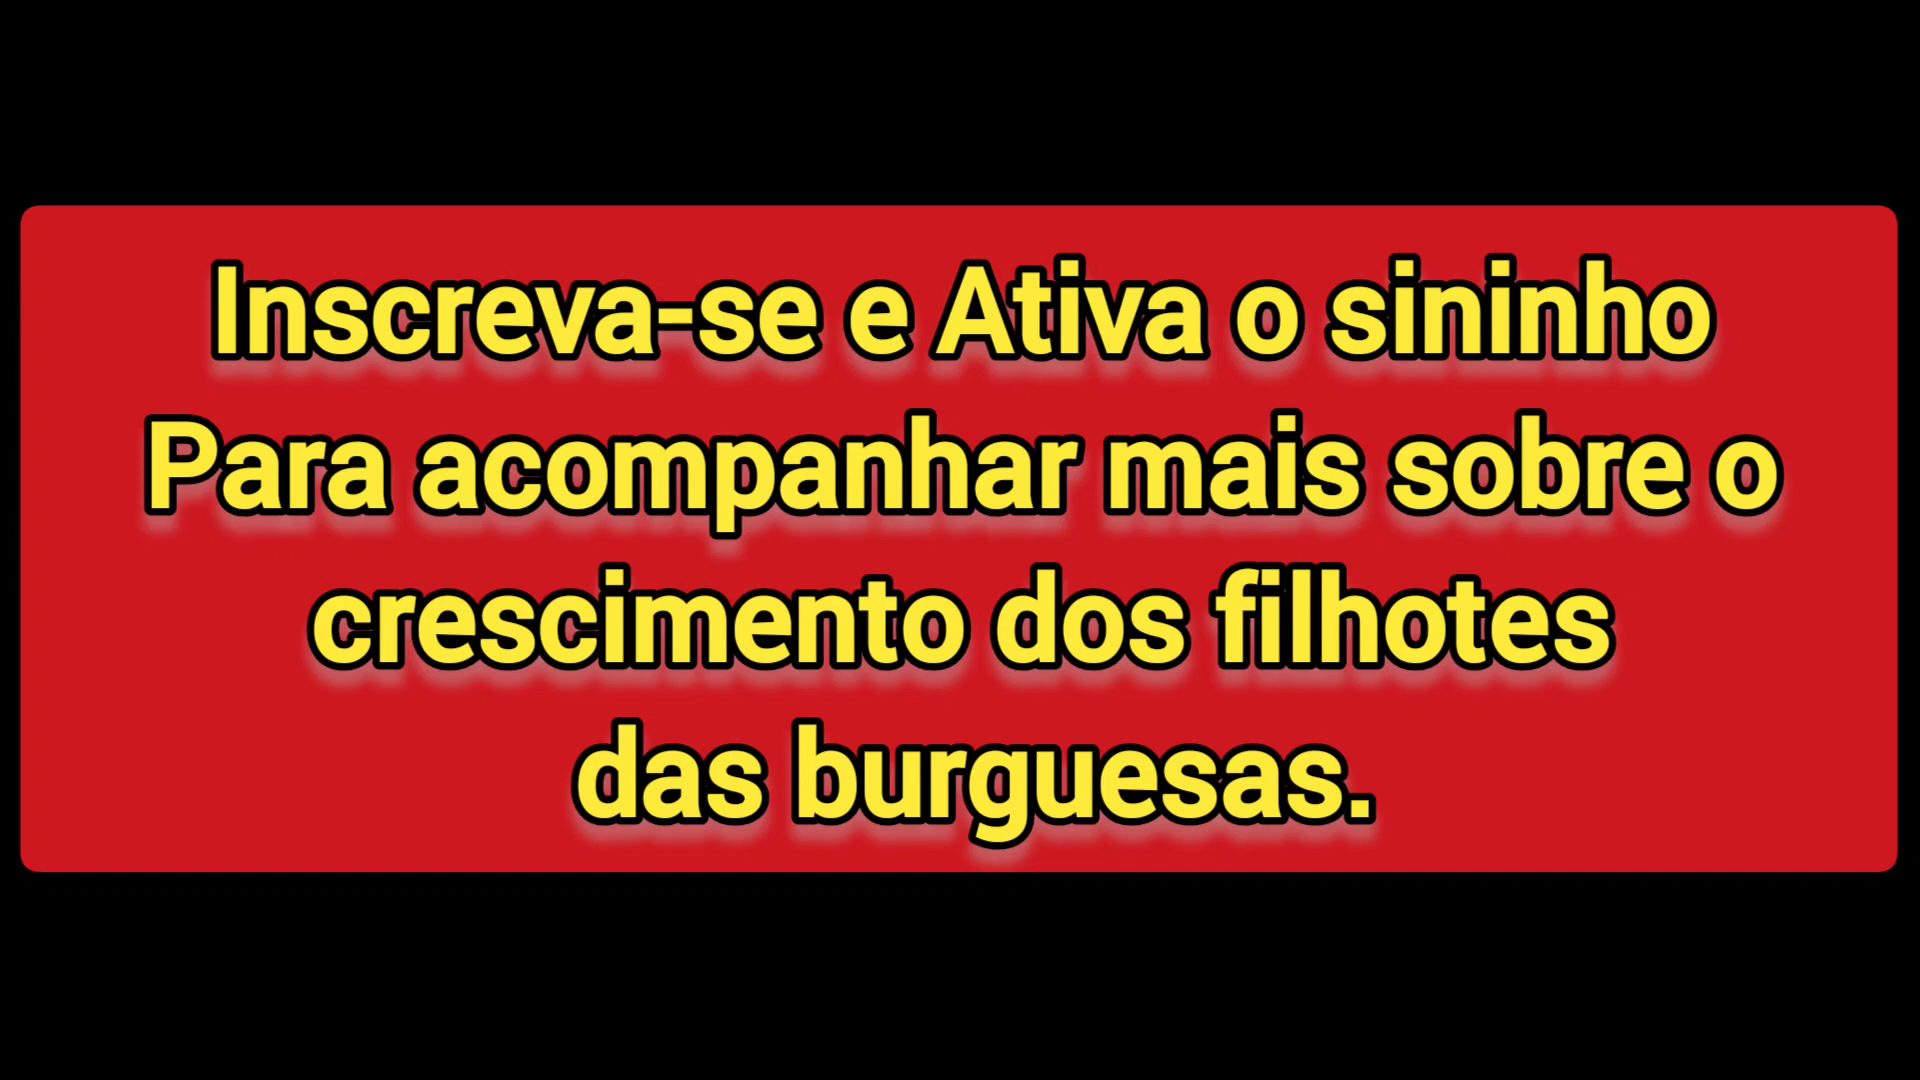 Inscreva-se e Ativa o sininho
Para acompanhar mais sobre o
crescimento dos filhotes
das burguesas.